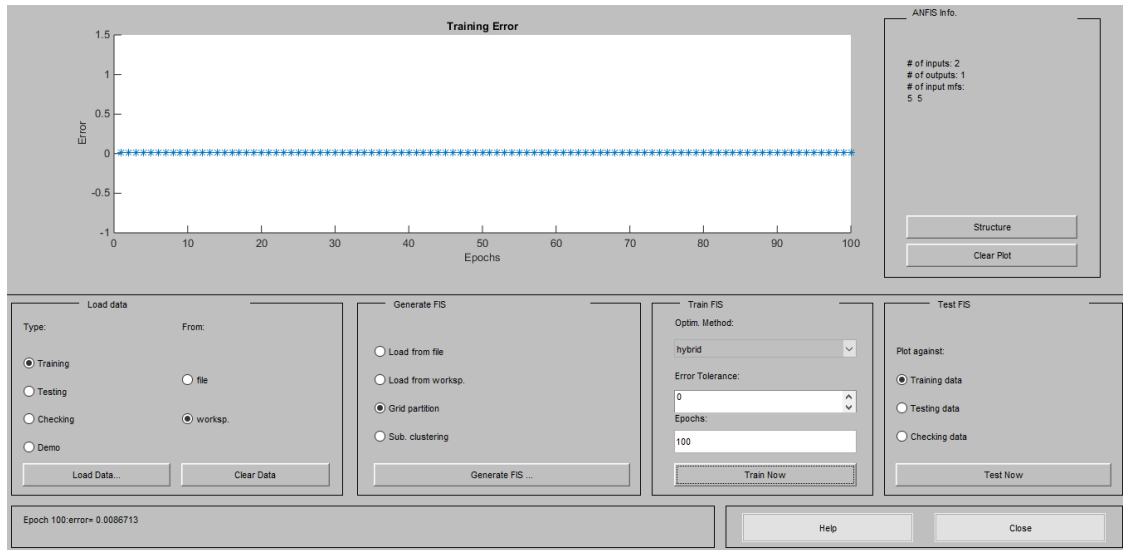 Training Error
1.5
1
0.5
0
-0.5
-1
Error
0 10 20 30 40 50 60 70 80 90 100
Epochs
ANFIS Info.
# of inputs: 2
# of outputs: 1
# of input mfs:
5 5
Structure
Clear Plot
Load data
Type:
From:
Training
file
Testing
Checking
worksp.
Demo
Load Data...
Clear Data
Generate FIS
Load from file
Load from worksp.
Grid partition
Sub. clustering
Generate FIS ...
Train FIS
Optim. Method:
hybrid
Error Tolerance:
0
Epochs:
100
Train Now
Test FIS
Plot against:
Training data
Testing data
Checking data
Test Now
Epoch 100:error= 0.0086713
Help
Close